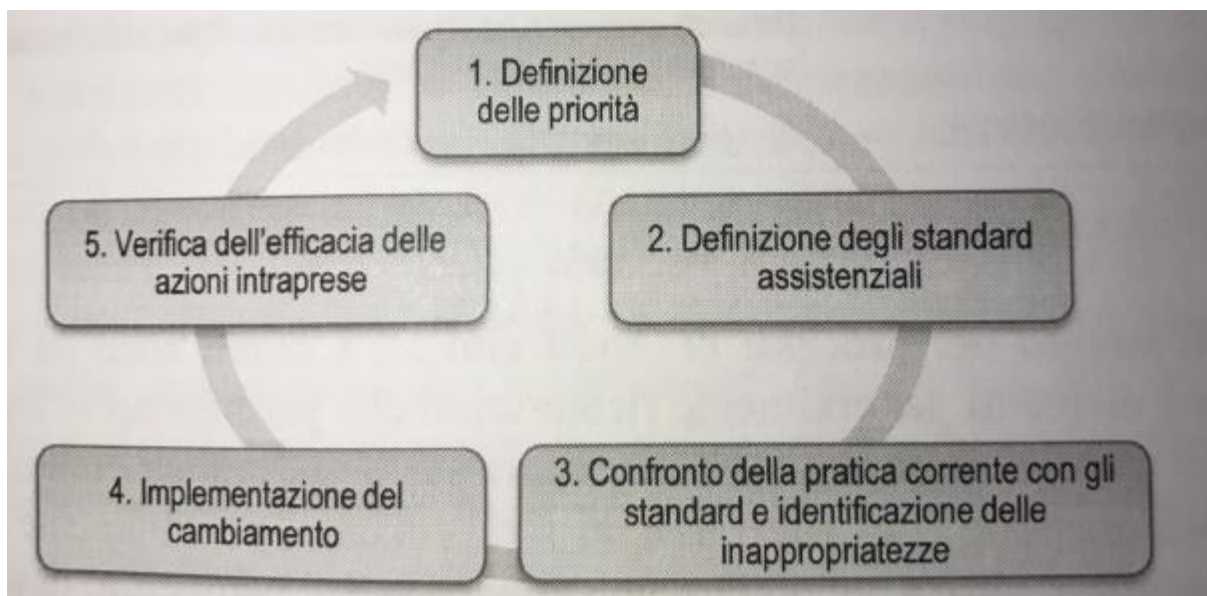 1. Definizione
delle priorità
2. Definizione degli standard
assistenziali
3. Confronto della pratica corrente con gli
standard e identificazione delle
inappropriatezze
4. Implementazione del
cambiamento
5. Verifica dell'efficacia delle
azioni intraprese